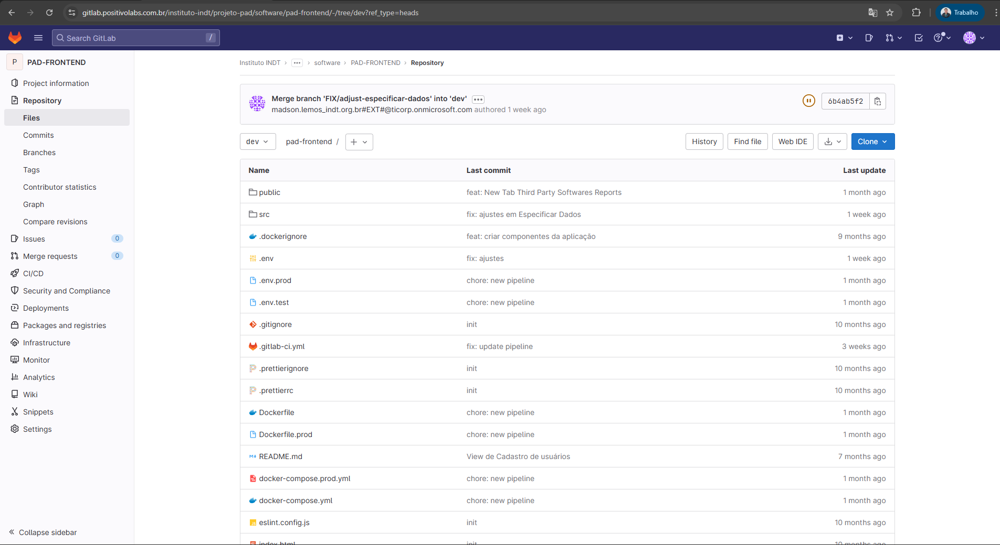 gitlab.positivolabs.com.br/instituto-indt/projeto-pad/software/pad-frontend/-/tree/dev?ref_type=heads
Trabalho
Search GitLab /
P PAD-FRONTEND
Project information
Repository
Files
Commits
Branches
Tags
Contributor statistics
Graph
Compare revisions
Issues 0
Merge requests 0
CI/CD
Security and Compliance
Deployments
Packages and registries
Infrastructure
Monitor
Analytics
Wiki
Snippets
Settings
Collapse sidebar
Instituto INDT › ••• › software › PAD-FRONTEND › Repository
Merge branch 'FIX/adjust-especificar-dados' into 'dev' •••
madson.lemos_indt.org.br#EXT#@ticorp.onmicrosoft.com authored 1 week ago
6b4ab5f2
dev pad-frontend / +
History Find file Web IDE Clone
Name Last commit Last update
public feat: New Tab Third Party Softwares Reports 1 month ago
src fix: ajustes em Especificar Dados 1 week ago
.dockerignore feat: criar componentes da aplicação 9 months ago
.env fix: ajustes 1 week ago
.env.prod chore: new pipeline 1 month ago
.env.test chore: new pipeline 1 month ago
.gitignore init 10 months ago
.gitlab-ci.yml fix: update pipeline 3 weeks ago
.prettierignore init 10 months ago
.prettierrc init 10 months ago
Dockerfile chore: new pipeline 1 month ago
Dockerfile.prod chore: new pipeline 1 month ago
README.md View de Cadastro de usuários 7 months ago
docker-compose.prod.yml chore: new pipeline 1 month ago
docker-compose.yml chore: new pipeline 1 month ago
eslint.config.js init 10 months ago
index.html init 10 months ago